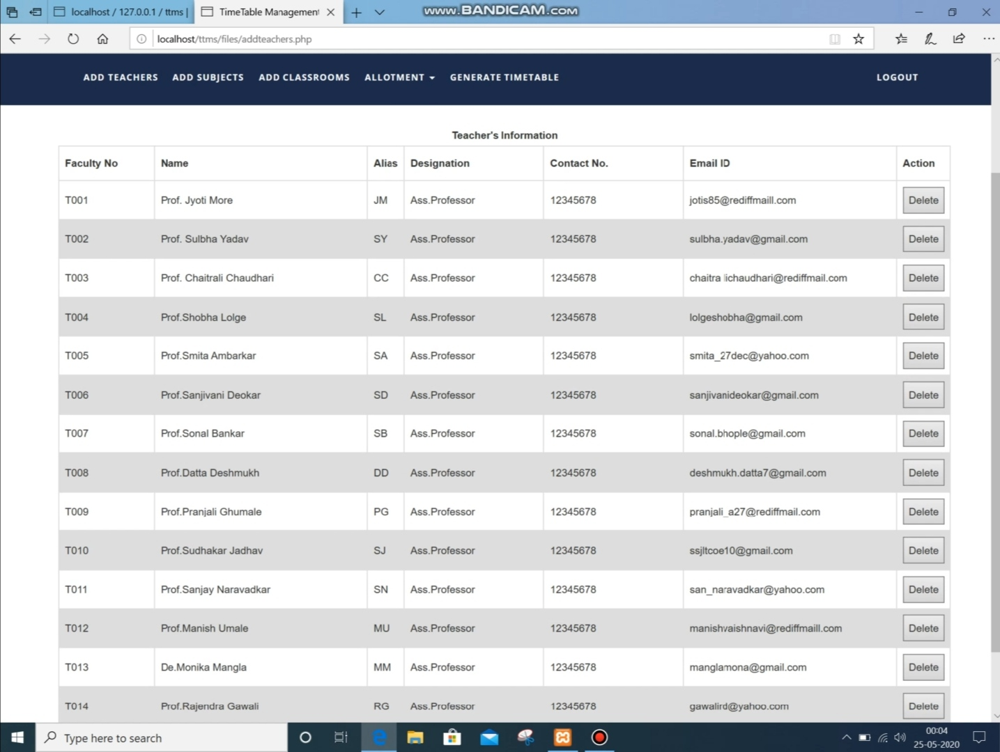 localhost / 127.0.0.1 / ttms |
TimeTable Management
www.BANDICAM.com
localhost/ttms/files/addteachers.php
ADD TEACHERS ADD SUBJECTS ADD CLASSROOMS ALLOTMENT GENERATE TIMETABLE LOGOUT
Teacher's Information
Faculty No Name Alias Designation Contact No. Email ID Action
T001 Prof. Jyoti More JM Ass.Professor 12345678 jotis85@rediffmaill.com Delete
T002 Prof. Sulbha Yadav SY Ass.Professor 12345678 sulbha.yadav@gmail.com Delete
T003 Prof. Chaitrali Chaudhari CC Ass.Professor 12345678 chaitralichaudhari@rediffmail.com Delete
T004 Prof.Shobha Lolge SL Ass.Professor 12345678 lolgeshobha@gmail.com Delete
T005 Prof.Smita Ambarkar SA Ass.Professor 12345678 smita_27dec@yahoo.com Delete
T006 Prof.Sanjivani Deokar SD Ass.Professor 12345678 sanjivanideokar@gmail.com Delete
T007 Prof.Sonal Bankar SB Ass.Professor 12345678 sonal.bhople@gmail.com Delete
T008 Prof.Datta Deshmukh DD Ass.Professor 12345678 deshmukh.datta7@gmail.com Delete
T009 Prof.Pranjali Ghumale PG Ass.Professor 12345678 pranjali_a27@rediffmail.com Delete
T010 Prof.Sudhakar Jadhav SJ Ass.Professor 12345678 ssjltcoe10@gmail.com Delete
T011 Prof.Sanjay Naravadkar SN Ass.Professor 12345678 san_naravadkar@yahoo.com Delete
T012 Prof.Manish Umale MU Ass.Professor 12345678 manishvaishnavi@rediffmaill.com Delete
T013 De.Monika Mangla MM Ass.Professor 12345678 manglamona@gmail.com Delete
T014 Prof.Rajendra Gawali RG Ass.Professor 12345678 gawalird@yahoo.com Delete
Type here to search
00:04
25-05-2020